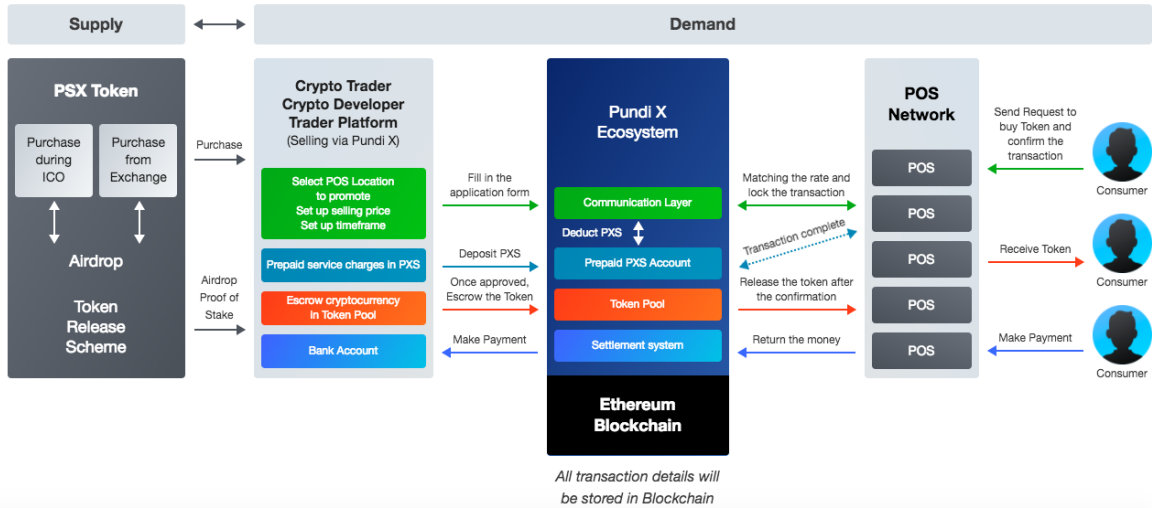 Supply
Demand
PSX Token
Purchase
during
ICO
Purchase
from
Exchange
Airdrop
Token
Release
Scheme
Purchase
Airdrop
Proof of
Stake
Crypto Trader
Crypto Developer
Trader Platform
(Selling via Pundi X)
Select POS Location
to promote
Set up selling price
Set up timeframe
Prepaid service charges in PXS
Escrow cryptocurrency
in Token Pool
Bank Account
Fill in the
application form
Deposit PXS
Once approved,
Escrow the Token
Make Payment
Pundi X
Ecosystem
Communication Layer
Deduct PXS
Prepaid PXS Account
Token Pool
Settlement system
Ethereum
Blockchain
All transaction details will
be stored in Blockchain
Matching the rate and
lock the transaction
Transaction complete
Release the token after
the confirmation
Return the money
POS
Network
POS
POS
POS
POS
POS
Send Request to
buy Token and
confirm the
transaction
Receive Token
Make Payment
Consumer
Consumer
Consumer